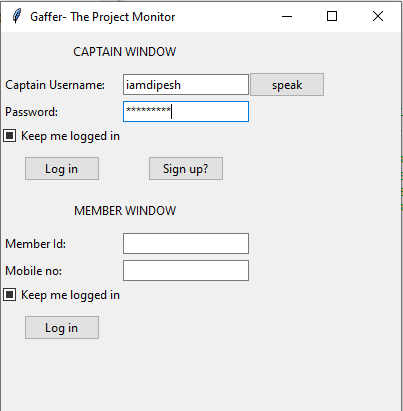 Gaffer- The Project Monitor
CAPTAIN WINDOW
Captain Username: iamdipesh speak
Password: *********
Keep me logged in
Log in Sign up?
MEMBER WINDOW
Member Id:
Mobile no:
Keep me logged in
Log in